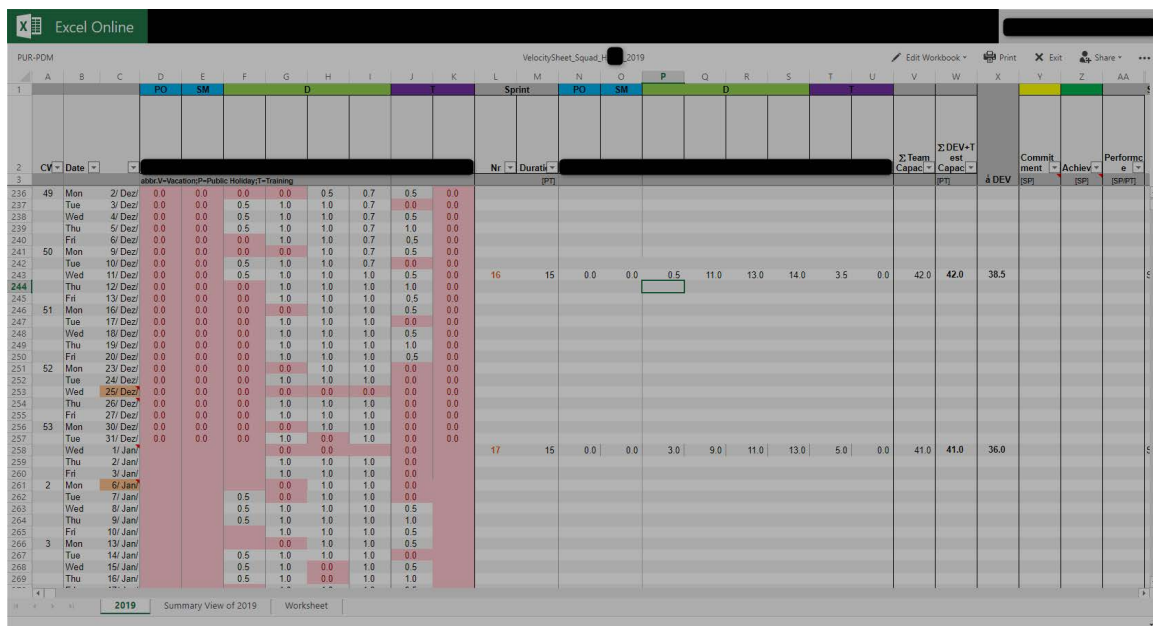 Excel Online
PUR-PDM VelocitySheet_Squad_H 2019 Edit Workbook Print Exit Share ...
A B C D E F G H I J K L M N O P Q R S T U V W X Y Z AA
1 PO SM D T Sprint PO SM D T
2 CW Date Nr Duratio Σ Team Capac Σ DEV+T est Capac Commit ment Achiev Performc e
3 abbr.V=Vacation;P=Public Holiday;T=Training [PT] [PT] å DEV [SP] [SP] [SP/PT]
236 49 Mon 2/ Dez/ 0.0 0.0 0.0 0.0 0.5 0.7 0.5 0.0
237 Tue 3/ Dez/ 0.0 0.0 0.5 1.0 1.0 0.7 0.0 0.0
238 Wed 4/ Dez/ 0.0 0.0 0.5 1.0 1.0 0.7 0.5 0.0
239 Thu 5/ Dez/ 0.0 0.0 0.5 1.0 1.0 0.7 1.0 0.0
240 Fri 6/ Dez/ 0.0 0.0 0.0 1.0 1.0 0.7 0,5 0.0
241 50 Mon 9/ Dez/ 0.0 0.0 0.0 0.0 1.0 0.7 0.5 0.0
242 Tue 10/ Dez/ 0.0 0.0 0.5 1.0 1.0 0.7 0.0 0.0
243 Wed 11/ Dez/ 0.0 0.0 0.5 1.0 1.0 1.0 0.5 0.0 16 15 0.0 0.0 0.5 11.0 13.0 14.0 3.5 0.0 42.0 42.0 38.5
244 Thu 12/ Dez/ 0.0 0.0 0.0 1.0 1.0 1.0 1.0 0.0
245 Fri 13/ Dez/ 0.0 0.0 0.0 1.0 1.0 1.0 0,5 0.0
246 51 Mon 16/ Dez/ 0.0 0.0 0.0 0.0 1.0 1.0 0.5 0.0
247 Tue 17/ Dez/ 0.0 0.0 0.0 1.0 1.0 1.0 0.0 0.0
248 Wed 18/ Dez/ 0.0 0.0 0.0 1.0 1.0 1.0 0.5 0.0
249 Thu 19/ Dez/ 0.0 0.0 0.0 1.0 1.0 1.0 1.0 0.0
250 Fri 20/ Dez/ 0.0 0.0 0.0 1.0 1.0 1.0 0,5 0.0
251 52 Mon 23/ Dez/ 0.0 0.0 0.0 0.0 1.0 1.0 0.0 0.0
252 Tue 24/ Dez/ 0.0 0.0 0.0 1.0 1.0 1.0 0.0 0.0
253 Wed 25/ Dez/ 0.0 0.0 0.0 0.0 0.0 0.0 0.0 0.0
254 Thu 26/ Dez/ 0.0 0.0 0.0 1.0 1.0 1.0 0.0 0.0
255 Fri 27/ Dez/ 0.0 0.0 0.0 1.0 1.0 1.0 0.0 0.0
256 53 Mon 30/ Dez/ 0.0 0.0 0.0 0.0 1.0 1.0 0.0 0.0
257 Tue 31/ Dez/ 0.0 0.0 0.0 1.0 0.0 1.0 0.0 0.0
258 Wed 1/ Jan/ 0.0 0.0 0.0 17 15 0.0 0.0 3.0 9.0 11.0 13.0 5.0 0.0 41.0 41.0 36.0
259 Thu 2/ Jan/ 1.0 1.0 1.0 0.0
260 Fri 3/ Jan/ 1.0 1.0 1.0 0.0
261 2 Mon 6/ Jan/ 0.0 1.0 1.0 0.0
262 Tue 7/ Jan/ 0.5 0.0 1.0 1.0 0.0
263 Wed 8/ Jan/ 0.5 1.0 1.0 1.0 0.5
264 Thu 9/ Jan/ 0.5 1.0 1.0 1.0 1.0
265 Fri 10/ Jan/ 1.0 1.0 1.0 0.5
266 3 Mon 13/ Jan/ 0.0 1.0 1.0 0.5
267 Tue 14/ Jan/ 0.5 1.0 1.0 1.0 0.0
268 Wed 15/ Jan/ 0.5 1.0 0.0 1.0 0.5
269 Thu 16/ Jan/ 0.5 1.0 0.0 1.0 1.0
2019 Summary View of 2019 Worksheet